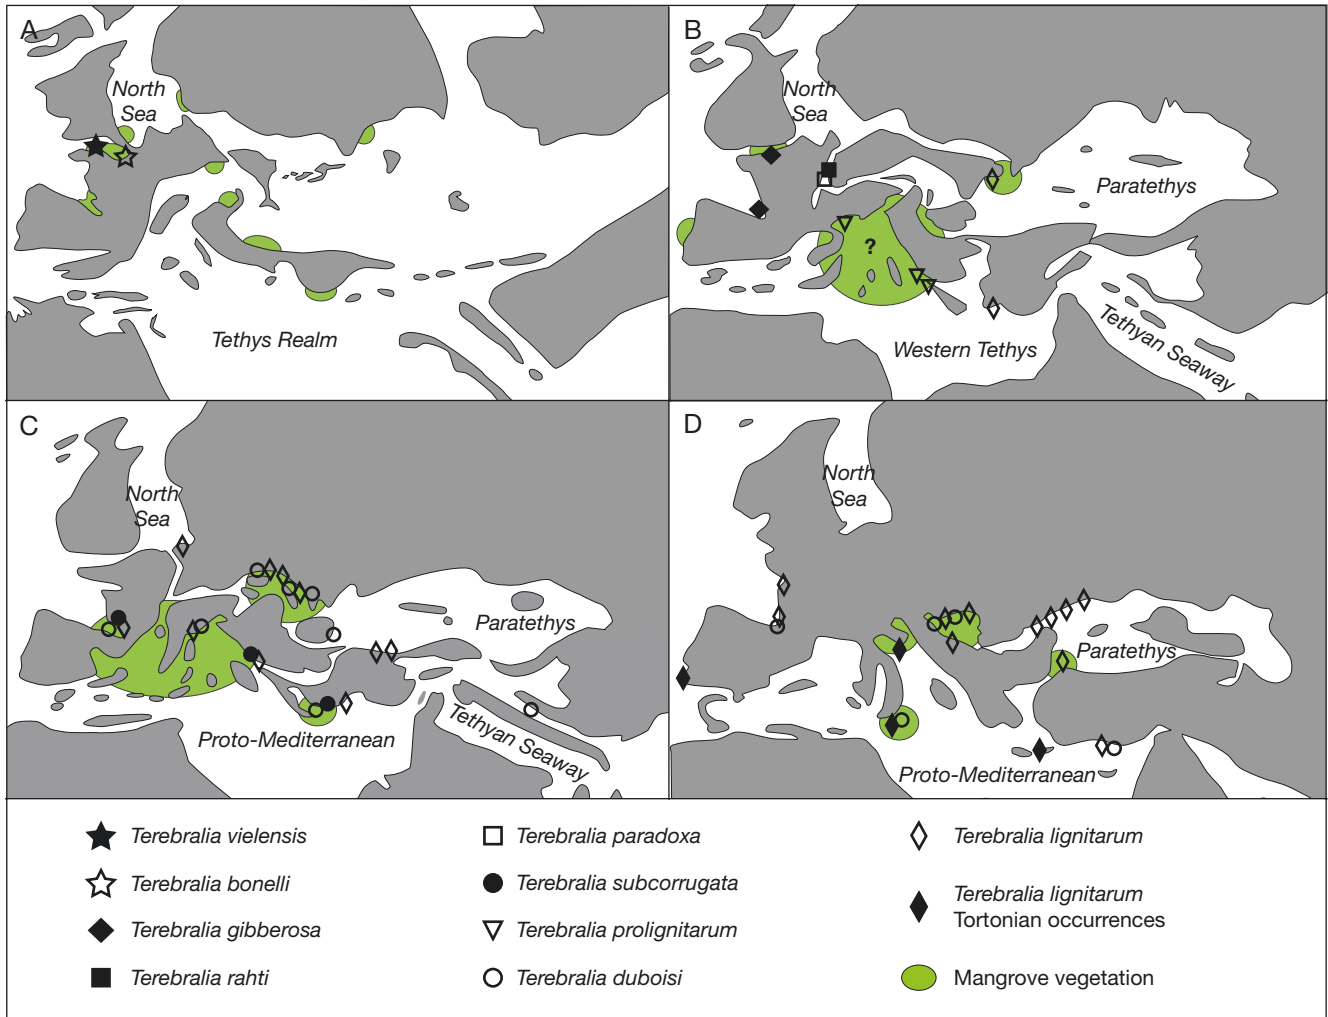 A
North
Sea
Tethys Realm
B
North
Sea
Paratethys
?
Western Tethys
Tethyan Seaway
C
North
Sea
Paratethys
Proto-Mediterranean
Tethyan Seaway
D
North
Sea
Paratethys
Proto-Mediterranean
Terebralia vielensis
Terebralia bonelli
Terebralia gibberosa
Terebralia rahti
Terebralia paradoxa
Terebralia subcorrugata
Terebralia prolignitarum
Terebralia duboisi
Terebralia lignitarum
Terebralia lignitarum
Tortonian occurrences
Mangrove vegetation